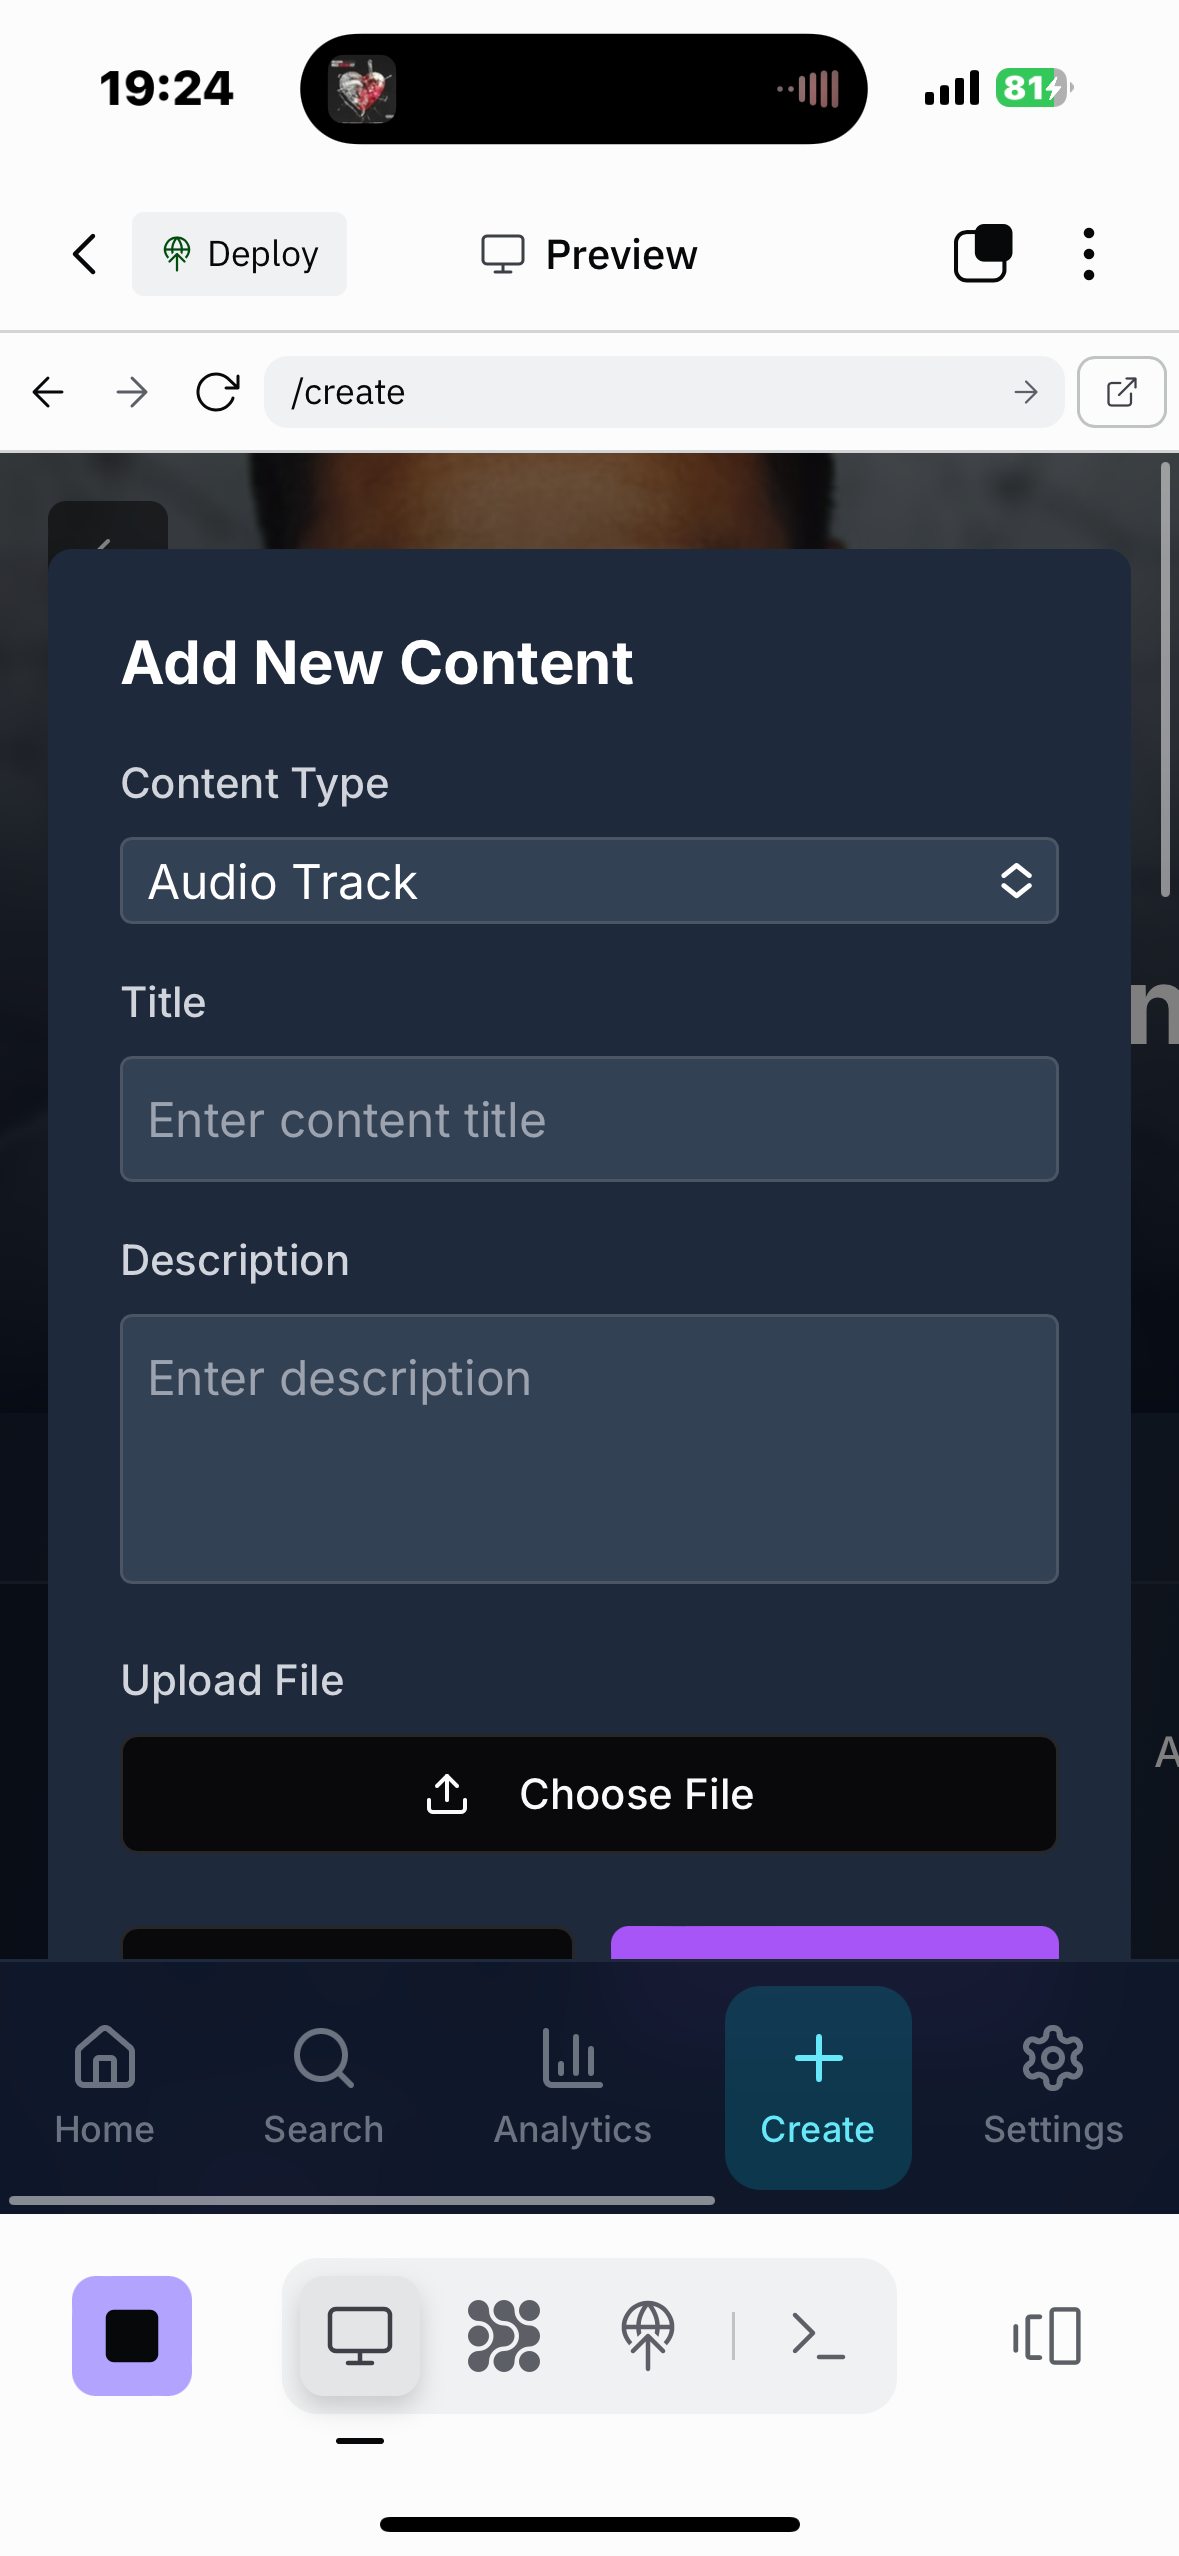 19:24
81
Deploy
Preview
/create
Add New Content
Content Type
Audio Track
Title
Enter content title
Description
Enter description
Upload File
Choose File
Home
Search
Analytics
Create
Settings